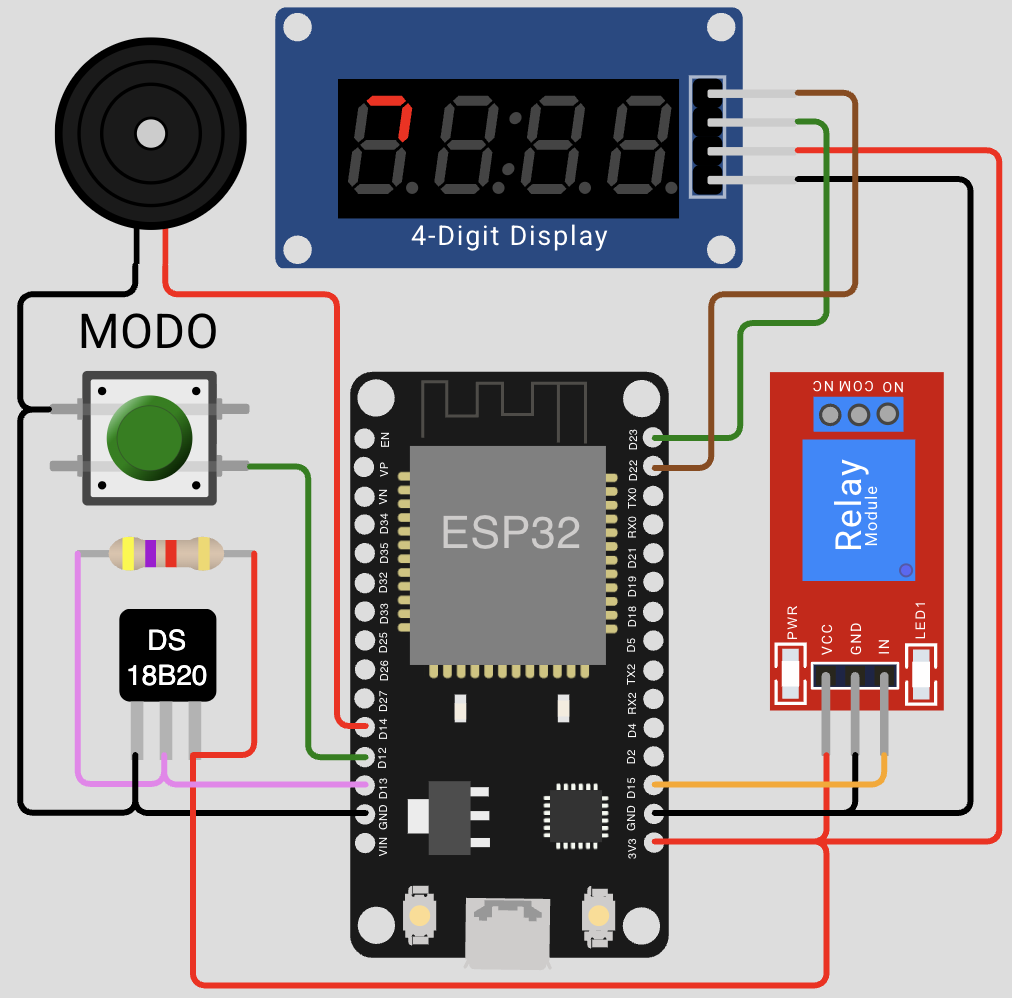 4-Digit Display
MODO
NO COM NC
Relay
Module
ESP32
EN
VP
VN
D34
D35
D32
D33
D25
D26
D27
D14
D12
D13
GND
VIN
D23
D22
TX0
RX0
D21
D19
D18
D5
TX2
RX2
D4
D2
D15
GND
3V3
DS
18B20
PWR
VCC
GND
IN
LED1